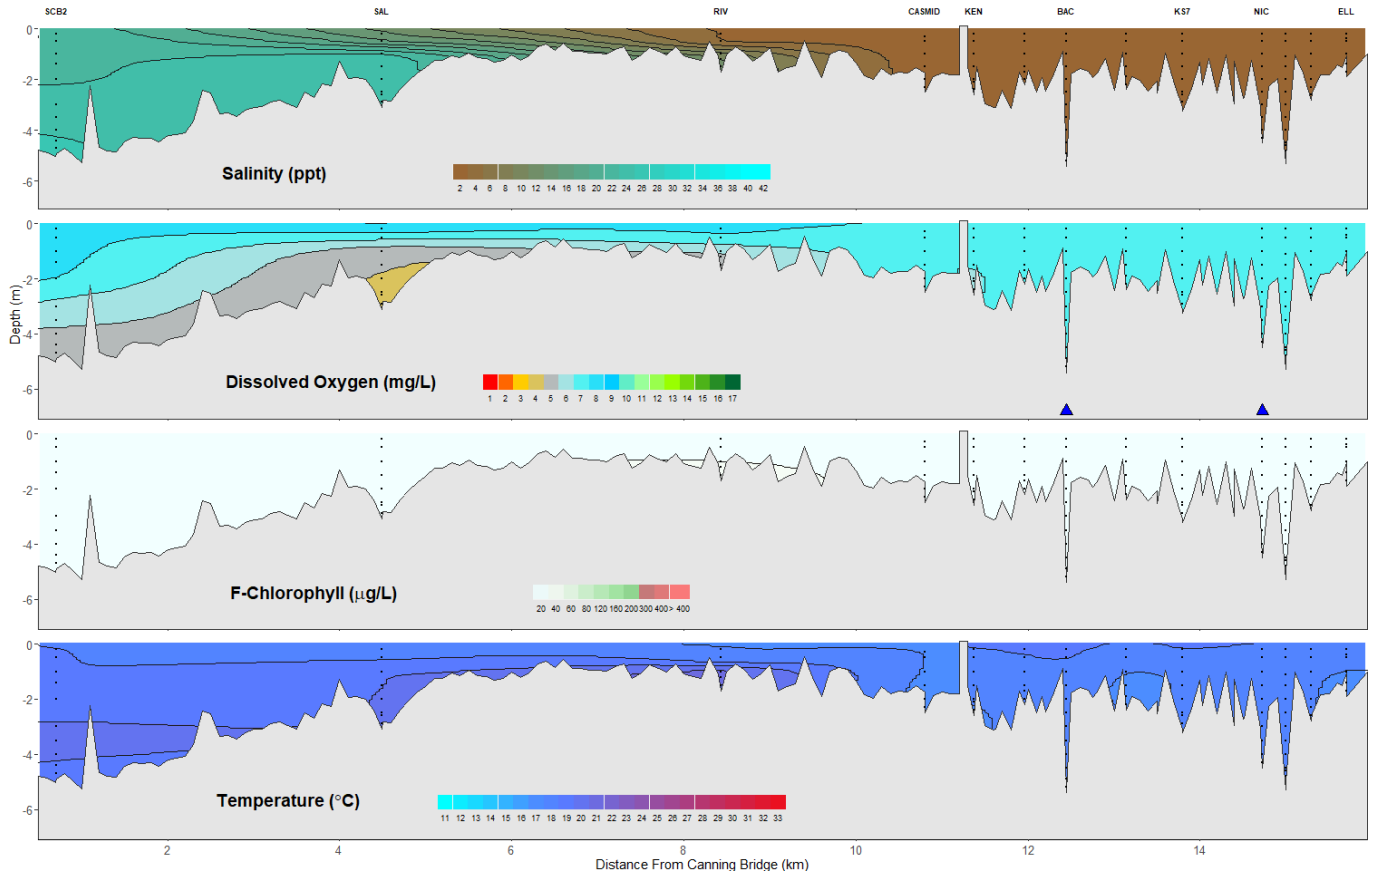 SCB2 SAL RIV CASMID KEN BAC KS7 NIC ELL
0
-2
-4
-6
Salinity (ppt)
2 4 6 8 10 12 14 16 18 20 22 24 26 28 30 32 34 36 38 40 42
0
-2
-4
-6
Dissolved Oxygen (mg/L)
1 2 3 4 5 6 7 8 9 10 11 12 13 14 15 16 17
Depth (m)
0
-2
-4
-6
F-Chlorophyll (μg/L)
20 40 60 80 120 160 200 300 400 > 400
0
-2
-4
-6
Temperature (°C)
11 12 13 14 15 16 17 18 19 20 21 22 23 24 25 26 27 28 29 30 31 32 33
2 4 6 8 10 12 14
Distance From Canning Bridge (km)